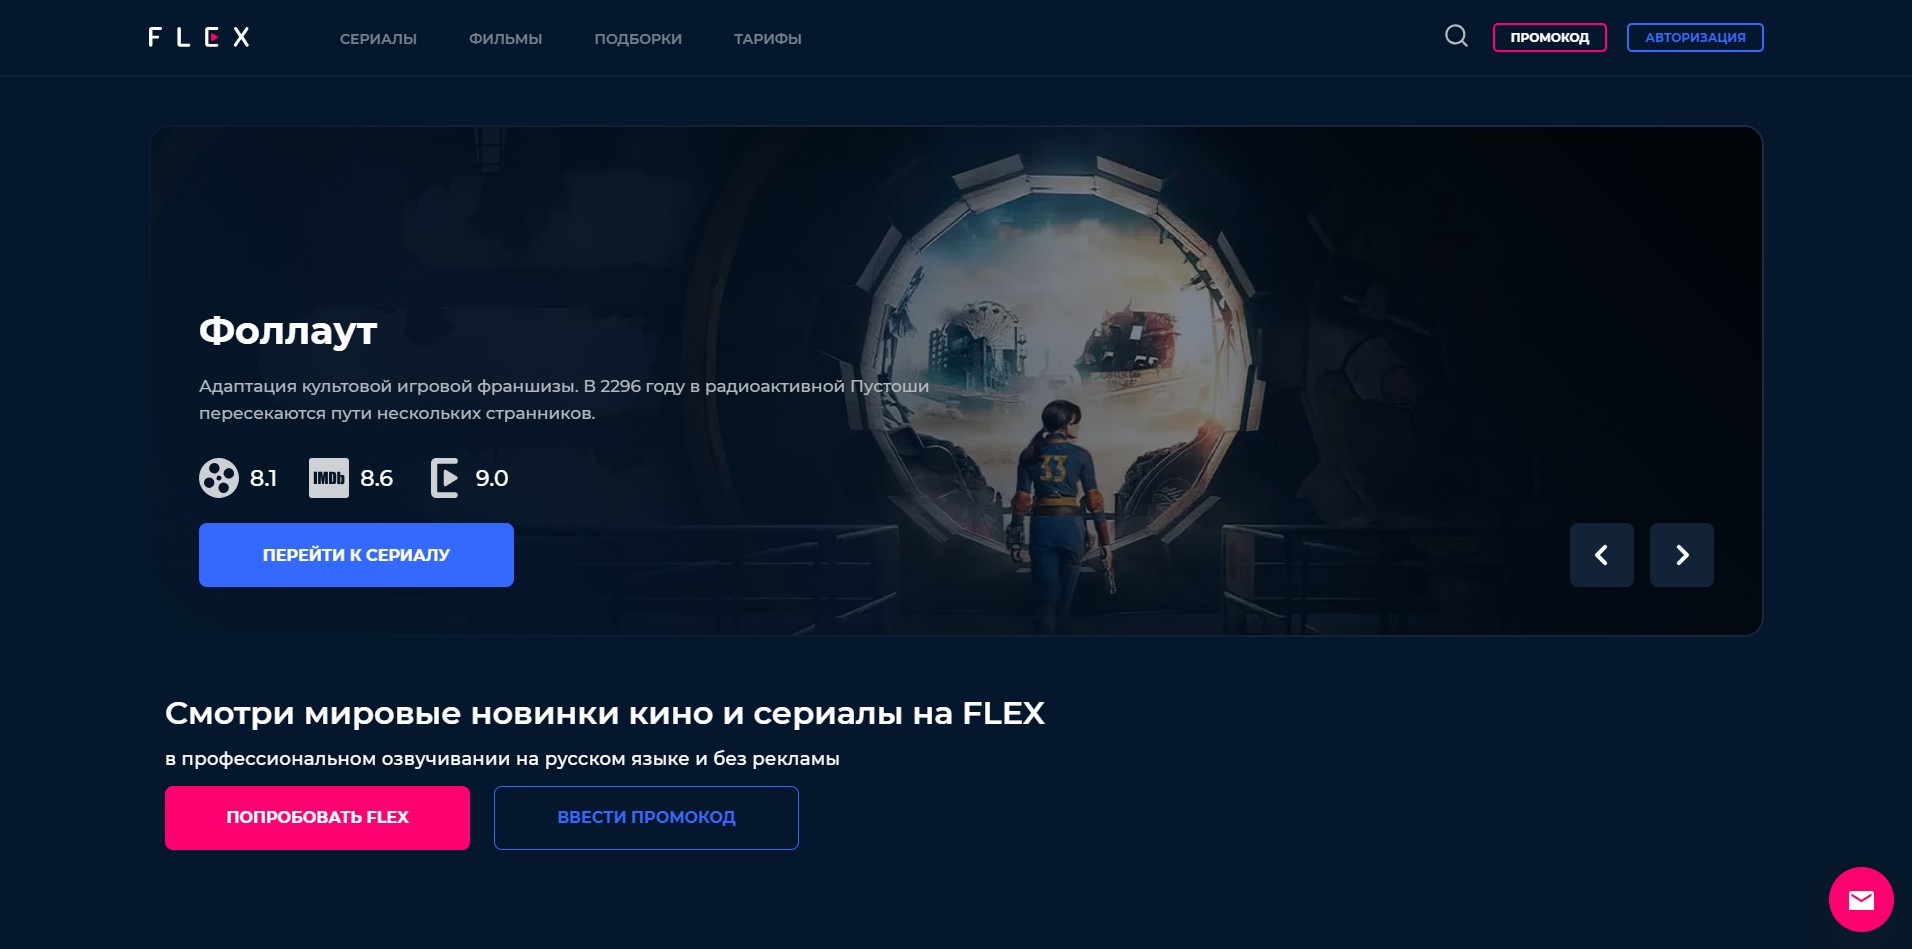 FLEX
СЕРИАЛЫ
ФИЛЬМЫ
ПОДБОРКИ
ТАРИФЫ
ПРОМОКОД
АВТОРИЗАЦИЯ
Фоллаут
Адаптация культовой игровой франшизы. В 2296 году в радиоактивной Пустоши
пересекаются пути нескольких странников.
8.1
IMDb
8.6
9.0
33
ПЕРЕЙТИ К СЕРИАЛУ
Смотри мировые новинки кино и сериалы на FLEX
в профессиональном озвучивании на русском языке и без рекламы
ПОПРОБОВАТЬ FLEX
ВВЕСТИ ПРОМОКОД